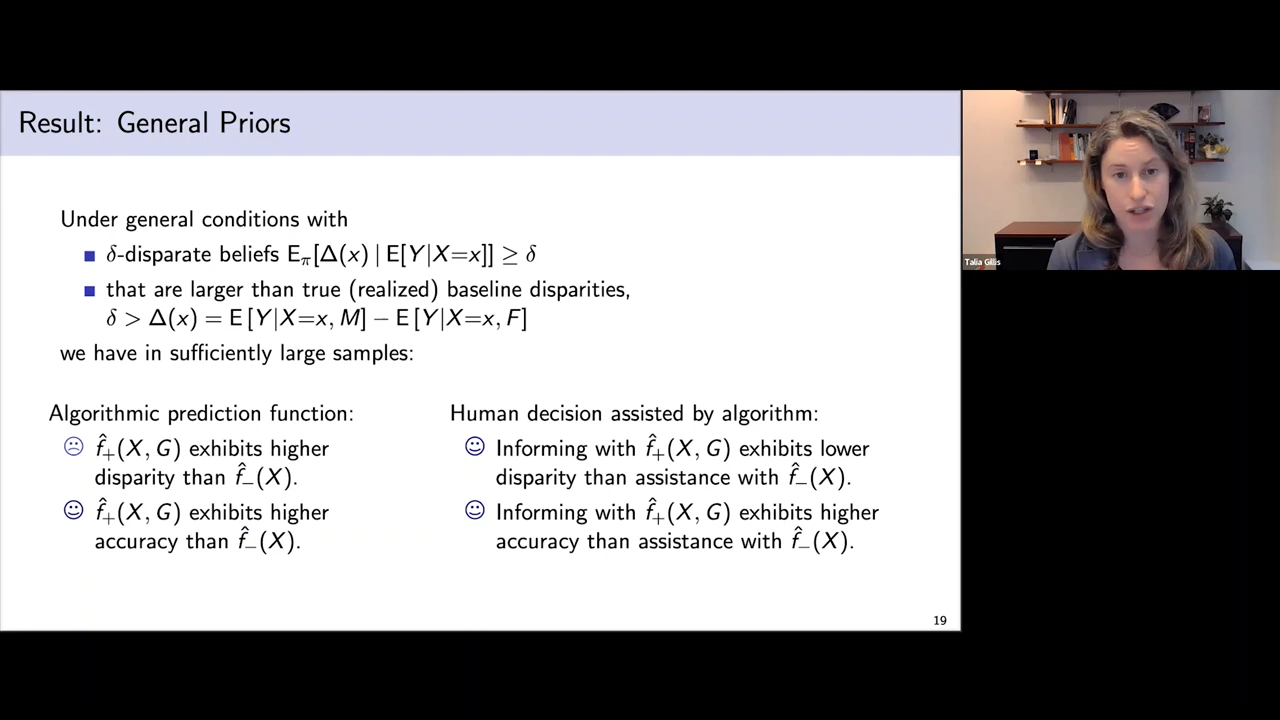 Result: General Priors
Under general conditions with
■ δ-disparate beliefs E_π[Δ(x) | E[Y|X=x]] ≥ δ
■ that are larger than true (realized) baseline disparities,
δ > Δ(x) = E [Y|X=x, M] − E [Y|X=x, F]
we have in sufficiently large samples:
Algorithmic prediction function:
☹ f̂₊(X, G) exhibits higher
disparity than f̂₋(X).
☺ f̂₊(X, G) exhibits higher
accuracy than f̂₋(X).
Human decision assisted by algorithm:
☺ Informing with f̂₊(X, G) exhibits lower
disparity than assistance with f̂₋(X).
☺ Informing with f̂₊(X, G) exhibits higher
accuracy than assistance with f̂₋(X).
19
Talia Gillis